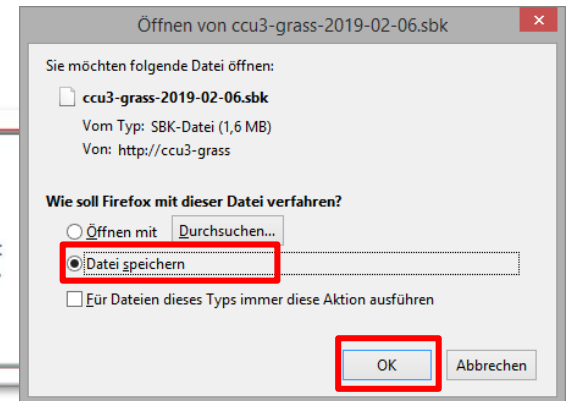 Öffnen von ccu3-grass-2019-02-06.sbk
Sie möchten folgende Datei öffnen:
ccu3-grass-2019-02-06.sbk
Vom Typ: SBK-Datei (1,6 MB)
Von: http://ccu3-grass
Wie soll Firefox mit dieser Datei verfahren?
Öffnen mit Durchsuchen...
Datei speichern
Für Dateien dieses Typs immer diese Aktion ausführen
OK Abbrechen